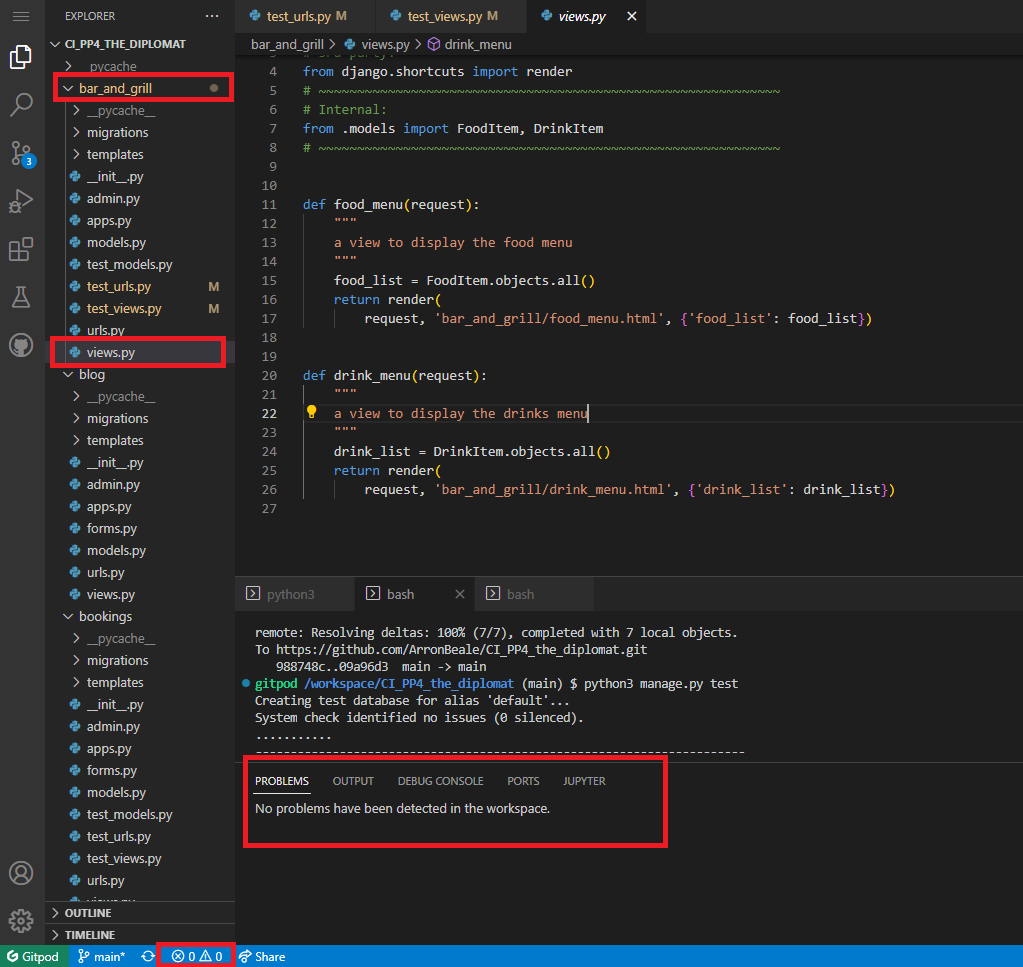 EXPLORER ···
CI_PP4_THE_DIPLOMAT
__pycache__
bar_and_grill
__pycache__
migrations
templates
__init__.py
admin.py
apps.py
models.py
test_models.py
test_urls.py M
test_views.py M
urls.py
views.py
blog
__pycache__
migrations
templates
__init__.py
admin.py
apps.py
forms.py
models.py
urls.py
views.py
bookings
__pycache__
migrations
templates
__init__.py
admin.py
apps.py
forms.py
models.py
test_models.py
test_urls.py
test_views.py
urls.py
views.py
OUTLINE
TIMELINE
3
test_urls.py M test_views.py M views.py
bar_and_grill > views.py > drink_menu
3 # 3rd party:
4 from django.shortcuts import render
5 # ~~~~~~~~~~~~~~~~~~~~~~~~~~~~~~~~~~~~~~~~~~~~~~~~~~~~~~~~~~~~
6 # Internal:
7 from .models import FoodItem, DrinkItem
8 # ~~~~~~~~~~~~~~~~~~~~~~~~~~~~~~~~~~~~~~~~~~~~~~~~~~~~~~~~~~~~
9
10
11 def food_menu(request):
12 """
13 a view to display the food menu
14 """
15 food_list = FoodItem.objects.all()
16 return render(
17 request, 'bar_and_grill/food_menu.html', {'food_list': food_list})
18
19
20 def drink_menu(request):
21 """
22 a view to display the drinks menu
23 """
24 drink_list = DrinkItem.objects.all()
25 return render(
26 request, 'bar_and_grill/drink_menu.html', {'drink_list': drink_list})
27
python3 bash bash
remote: Resolving deltas: 100% (7/7), completed with 7 local objects.
To https://github.com/ArronBeale/CI_PP4_the_diplomat.git
988748c..09a96d3 main -> main
gitpod /workspace/CI_PP4_the_diplomat (main) $ python3 manage.py test
Creating test database for alias 'default'...
System check identified no issues (0 silenced).
...........
----------------------------------------------------------------------
PROBLEMS OUTPUT DEBUG CONSOLE PORTS JUPYTER
No problems have been detected in the workspace.
Gitpod main* 0 0 Share